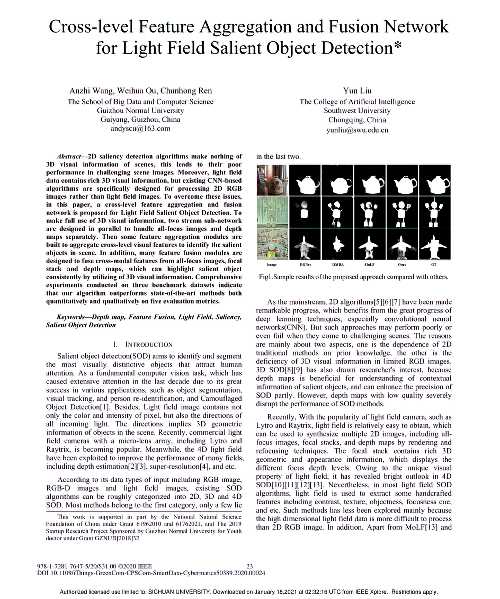 Cross-level Feature Aggregation and Fusion Network
for Light Field Salient Object Detection*
Anzhi Wang, Weihua Ou, Chunhong Ren
The School of Big Data and Computer Science
Guizhou Normal University
Guiyang, Guizhou, China
andyscu@163.com
Yun Liu
The College of Artificial Intelligence
Southwest University
Chongqing, China
yunliu@swu.edu.cn
Abstract—2D saliency detection algorithms make nothing of
3D visual information of scenes, this lends to their poor
performance in challenging scene images. Moreover, light field
data contains rich 3D visual information, but existing CNN-based
algorithms are specifically designed for processing 2D RGB
images rather than light field images. To overcome these issues,
in this paper, a cross-level feature aggregation and fusion
network is proposed for Light Field Salient Object Detection. To
make full use of 3D visual information, two stream sub-network
are designed in parallel to handle all-focus images and depth
maps separately. Then some feature aggregation modules are
built to aggregate cross-level visual features to identify the salient
objects in scene. In addition, many feature fusion modules are
designed to fuse cross-modal features from all-focus images, focal
stack and depth maps, which can highlight salient object
consistently by utilizing of 3D visual information. Comprehensive
experiments conducted on three benchmark datasets indicate
that our algorithm outperforms state-of-the-art methods both
quantitatively and qualitatively on five evaluation metrics.
Keywords—Depth map, Feature Fusion, Light Field, Saliency,
Salient Object Detection
I. INTRODUCTION
Salient object detection(SOD) aims to identify and segment
the most visually distinctive objects that attract human
attention. As a fundamental computer vision task, which has
caused extensive attention in the last decade due to its great
success in various applications, such as object segmentation,
visual tracking, and person re-identification, and Camouflaged
Object Detection[1]. Besides, Light field image contains not
only the color and intensity of pixel, but also the directions of
all incoming light. The directions implies 3D geometric
information of objects in the scene. Recently, commercial light
field cameras with a micro-lens array, including Lytro and
Raytrix, is becoming popular. Meanwhile, the 4D light field
have been exploited to improve the performance of many fields,
including depth estimation[2][3], super-resolution[4], and etc.
According to its data types of input including RGB image,
RGB-D images and light field images, existing SOD
algorithms can be roughly categorized into 2D, 3D and 4D
SOD. Most methods belong to the first category, only a few lie
This work is supported in part by the National Natural Science
Foundation of China under Grant 61962010 and 61762021, and The 2019
Startup Research Project Sponsored by Guizhou Normal University for Youth
doctor under Grant GZNUD[2018]32
in the last two.
Image
Ours
GT
Fig1.Sample results of the proposed approach compared with others.
As the mainstream, 2D algorithms[5][6][7] have been made
remarkable progress, which benefits from the great progress of
deep learning techniques, especially convolutional neural
networks(CNN). But such approaches may perform poorly or
even fail when they come to challenging scenes. The reasons
are mainly about two aspects, one is the dependence of 2D
traditional methods on prior knowledge, the other is the
deficiency of 3D visual information in limited RGB images.
3D SOD[8][9] has also drawn researcher's interest, because
depth maps is beneficial for understanding of contextual
information of salient objects, and can enhance the precision of
SOD partly. However, depth maps with low quality severely
disrupt the performance of SOD methods.
Recently, With the popularity of light field camera, such as
Lytro and Raytrix, light field is relatively easy to obtain, which
can be used to synthesize multiple 2D images, including all-
focus images, focal stacks, and depth maps by rendering and
refocusing techniques. The focal stack contains rich 3D
geometry and appearance information, which displays the
different focus depth levels. Owing to the unique visual
property of light field, it has revealed bright outlook in 4D
SOD[10][11][12][13]. Nevertheless, in most light field SOD
algorithms, light field is used to extract some handcrafted
features including contrast, texture, objectness, focusness cue,
and etc. Such methods has less been explored mainly because
the high dimensional light field data is more difficult to process
than 2D RGB image. In addition, Apart from MoLF[13] and
978-1-7281-7647-5/20/$31.00 ©2020 IEEE
23
DOI 10.1109/iThings-GreenCom-CPSCom-SmartData-Cybermatics50389.2020.00024
Authorized licensed use limited to: SICHUAN UNIVERSITY. Downloaded on January 18,2021 at 02:32:16 UTC from IEEE Xplore. Restrictions apply.